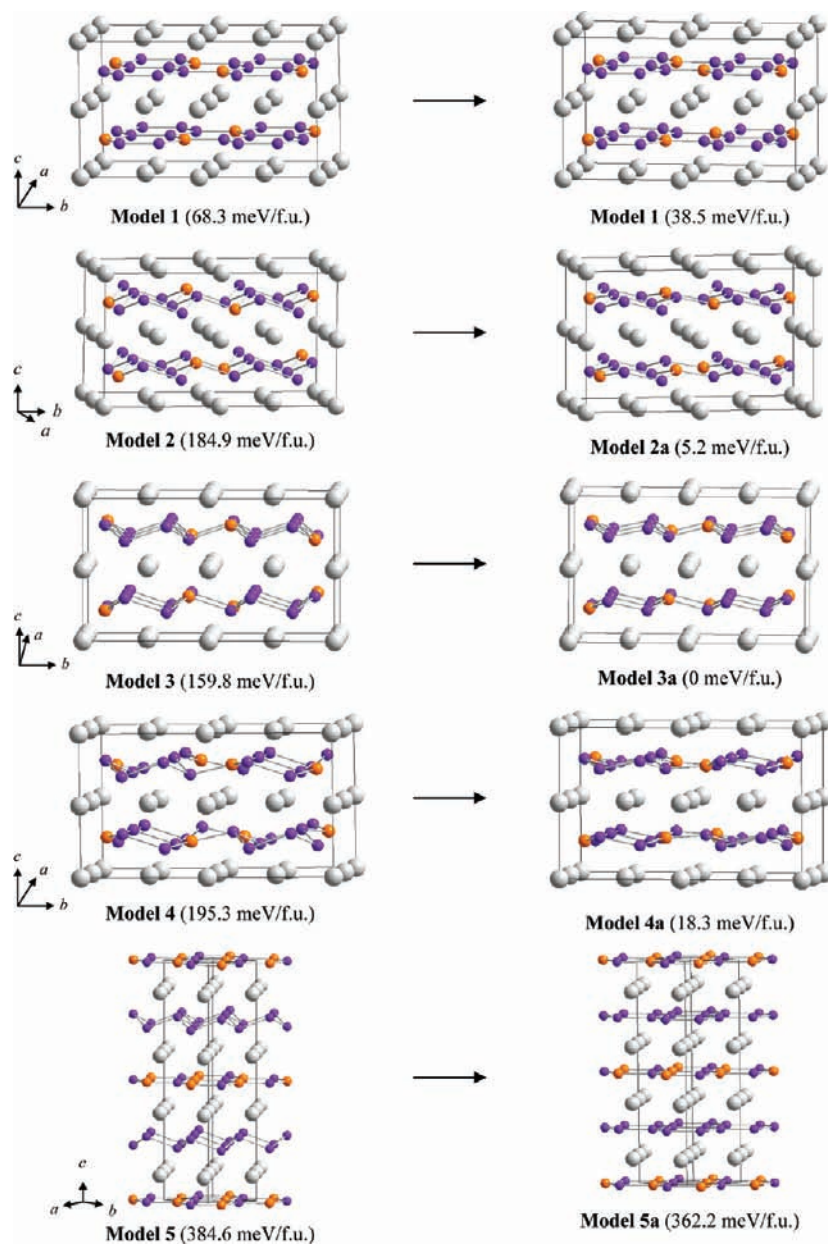 c
a
b
Model 1 (68.3 meV/f.u.)
Model 1 (38.5 meV/f.u.)
c
b
a
Model 2 (184.9 meV/f.u.)
Model 2a (5.2 meV/f.u.)
c
a
b
Model 3 (159.8 meV/f.u.)
Model 3a (0 meV/f.u.)
c
a
b
Model 4 (195.3 meV/f.u.)
Model 4a (18.3 meV/f.u.)
c
a
b
Model 5 (384.6 meV/f.u.)
Model 5a (362.2 meV/f.u.)